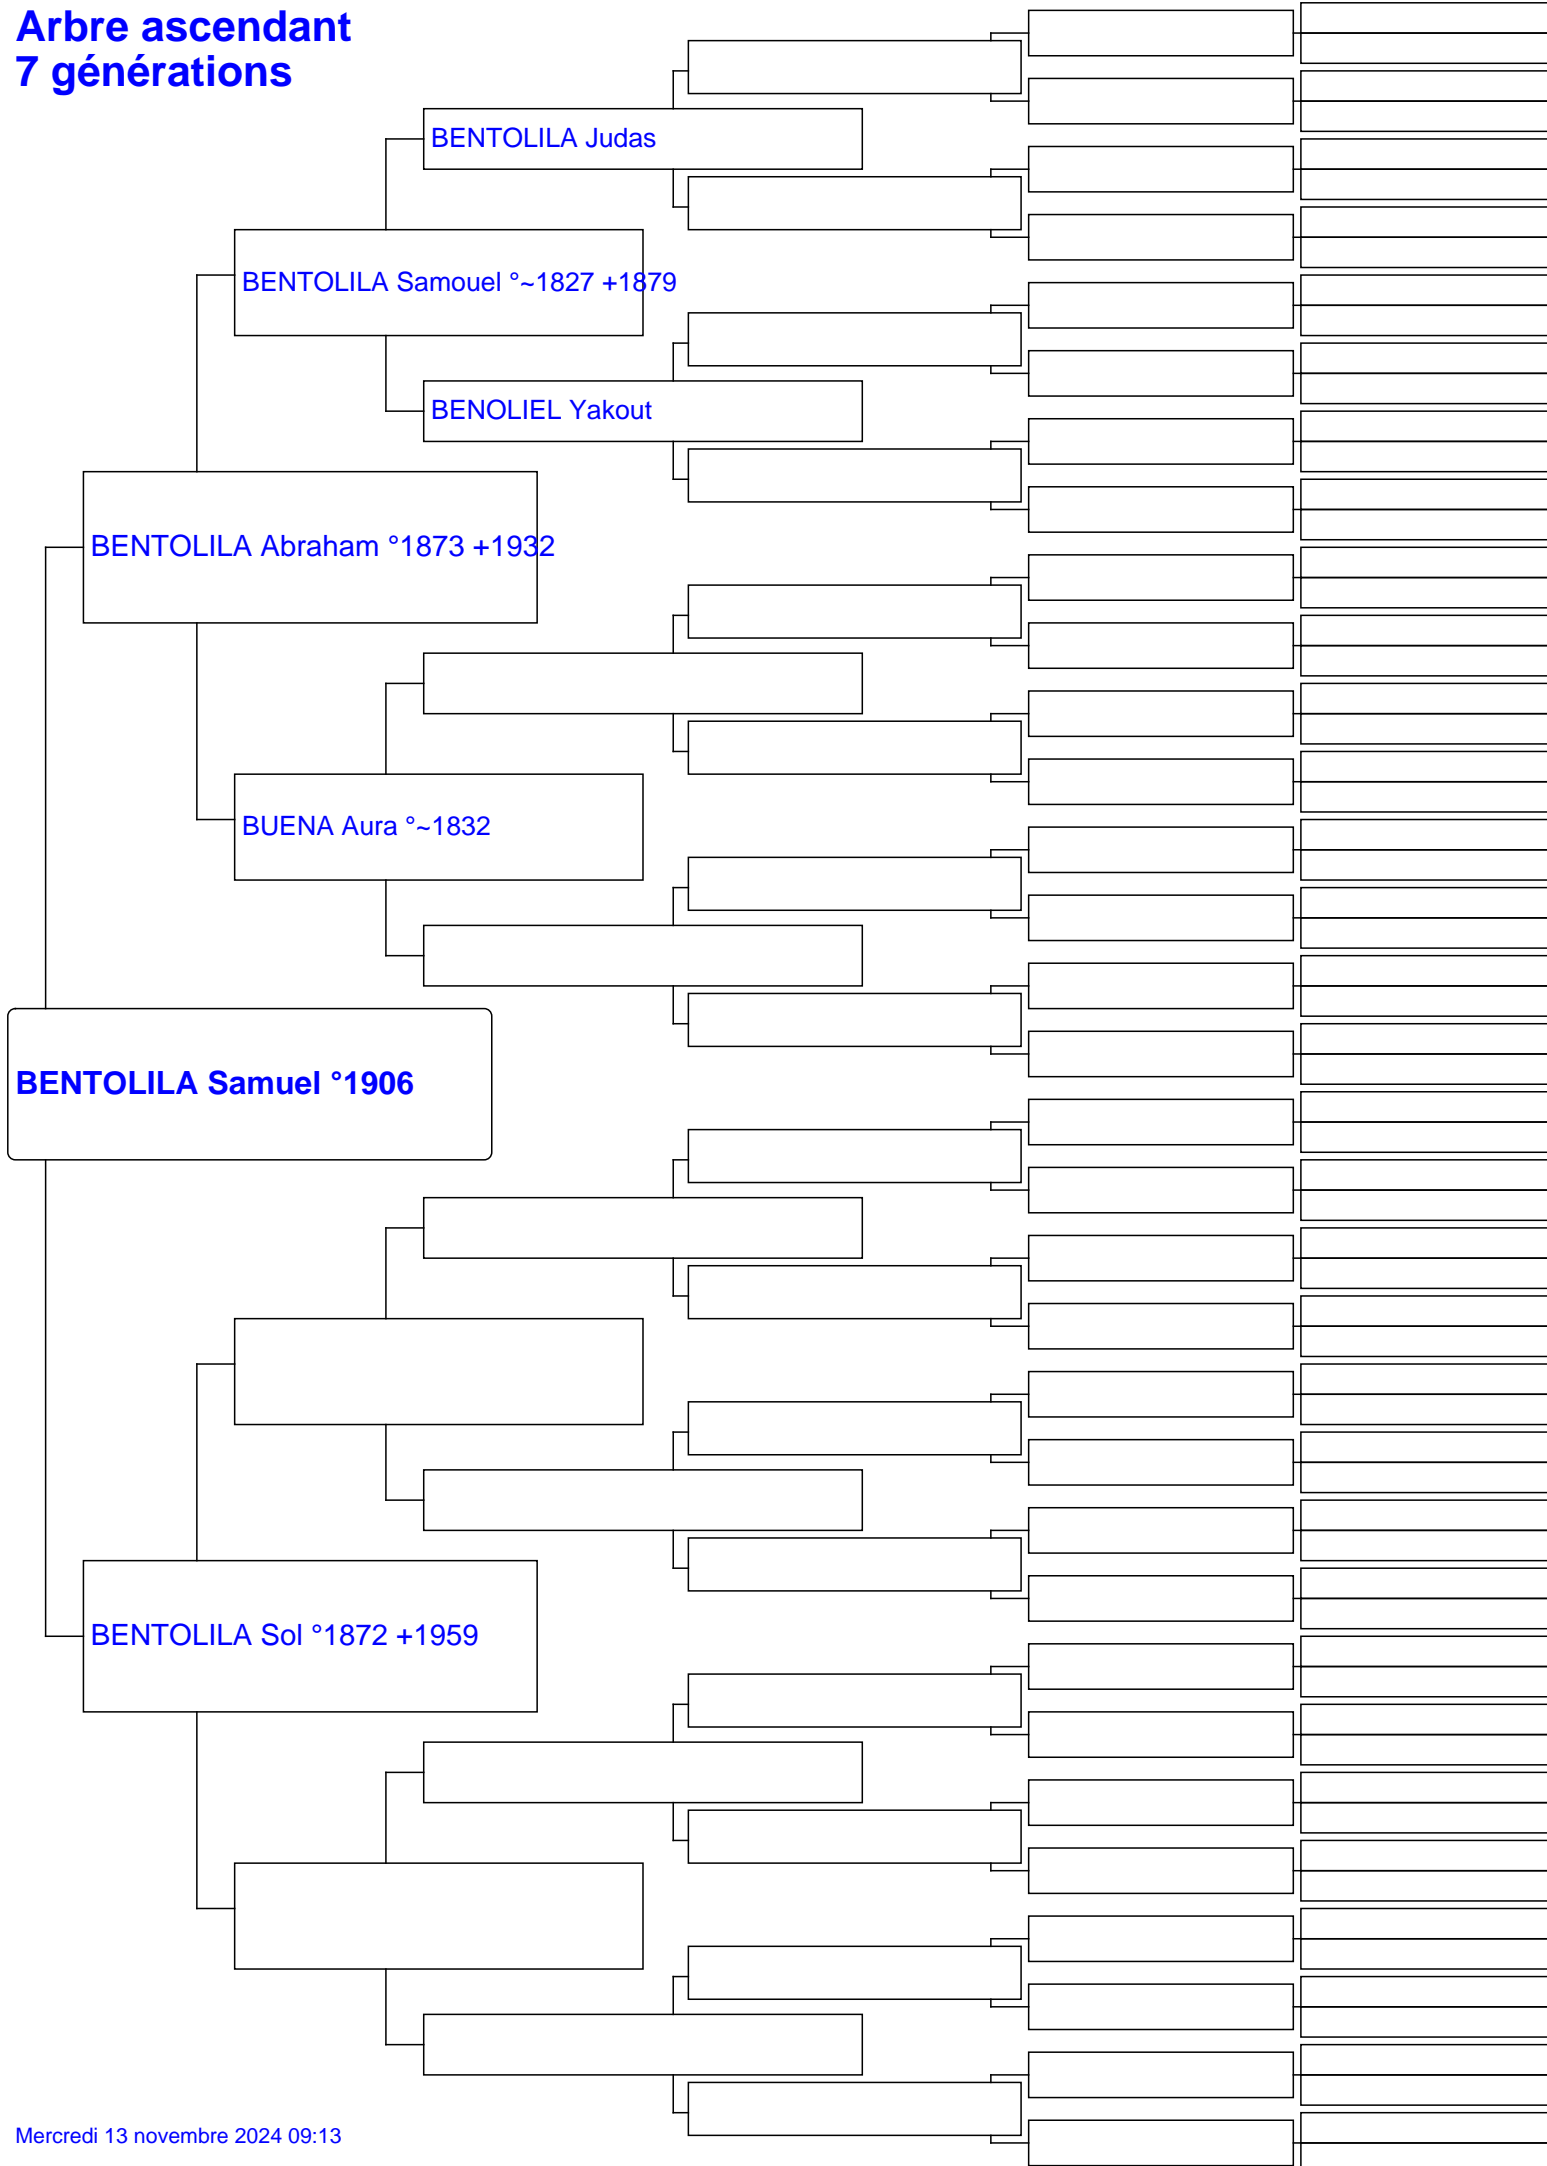 Arbre ascendant
7 générations
BENTOLILA Judas
BENTOLILA Samouel °~1827 +1879
BENOLIEL Yakout
BENTOLILA Abraham °1873 +1932
BUENA Aura °~1832
BENTOLILA Samuel °1906
BENTOLILA Sol °1872 +1959
Mercredi 13 novembre 2024 09:13